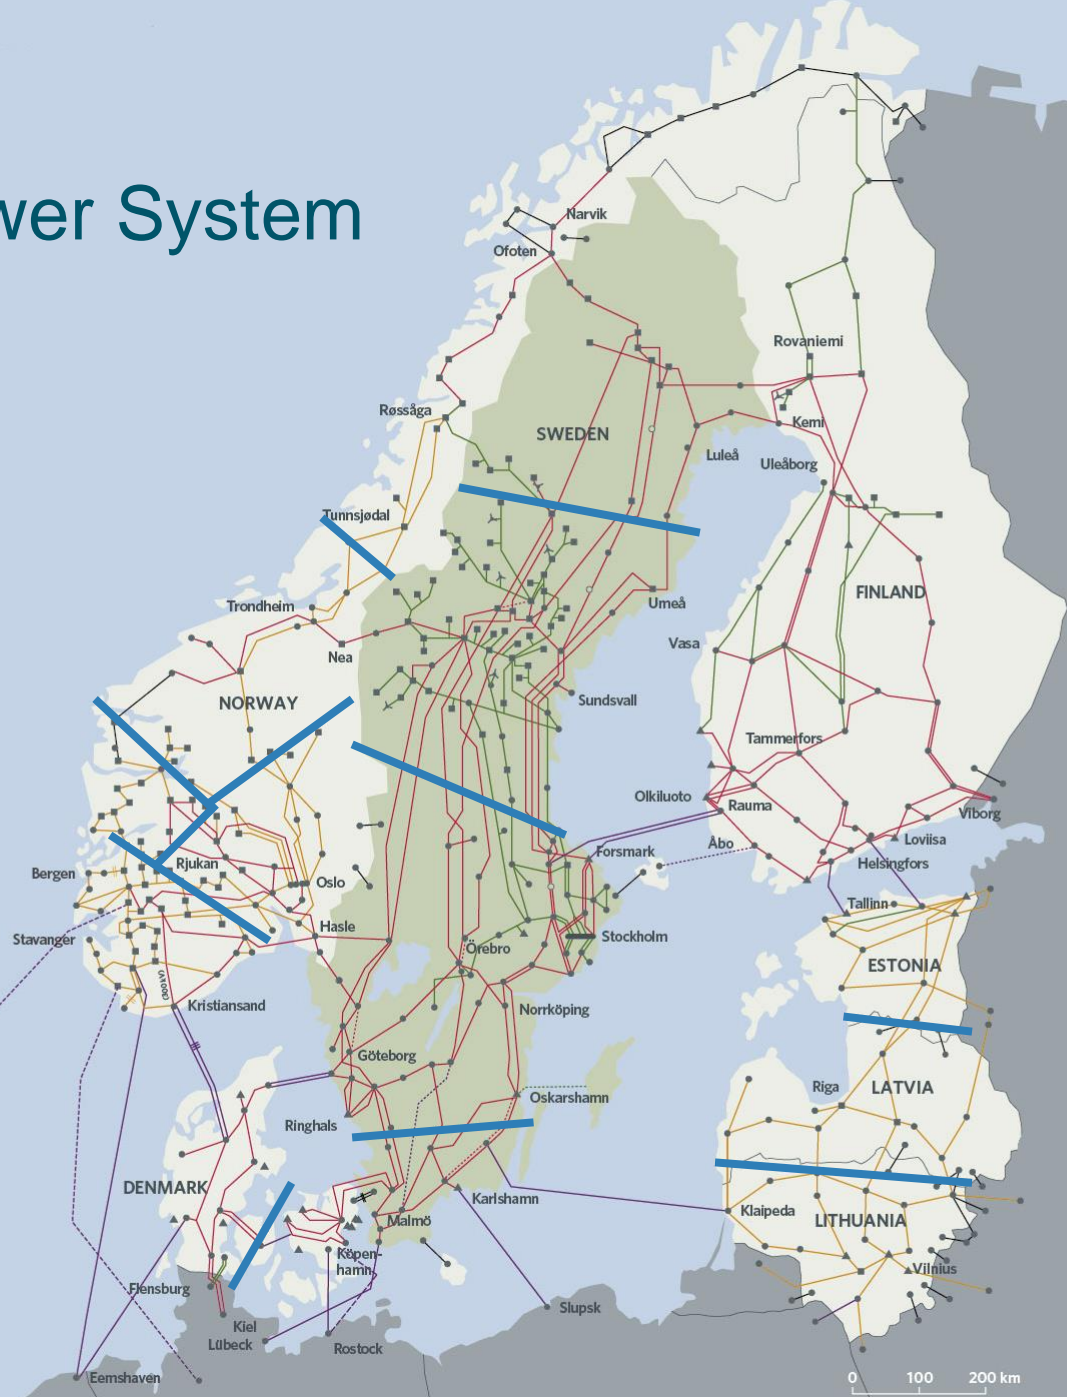 wer System
Narvik
Ofoten
Rovaniemi
Røssåga
Kemi
SWEDEN
Luleå
Uleåborg
Tunnsjødal
FINLAND
Trondheim
Umeå
Vasa
Nea
NORWAY
Sundsvall
Tammerfors
Olkiluoto
Rauma
Viborg
Åbo
Loviisa
Forsmark
Helsingfors
Rjukan
Bergen
Oslo
Tallinn
Hasle
Stavanger
Stockholm
Örebro
ESTONIA
Kristiansand
Norrköping
Göteborg
Riga
LATVIA
Oskarshamn
Ringhals
DENMARK
Karlshamn
Klaipeda
LITHUANIA
Malmö
Köpen-
hamn
Vilnius
Flensburg
Slupsk
Kiel
Lübeck
Rostock
Eemshaven
0 100 200 km